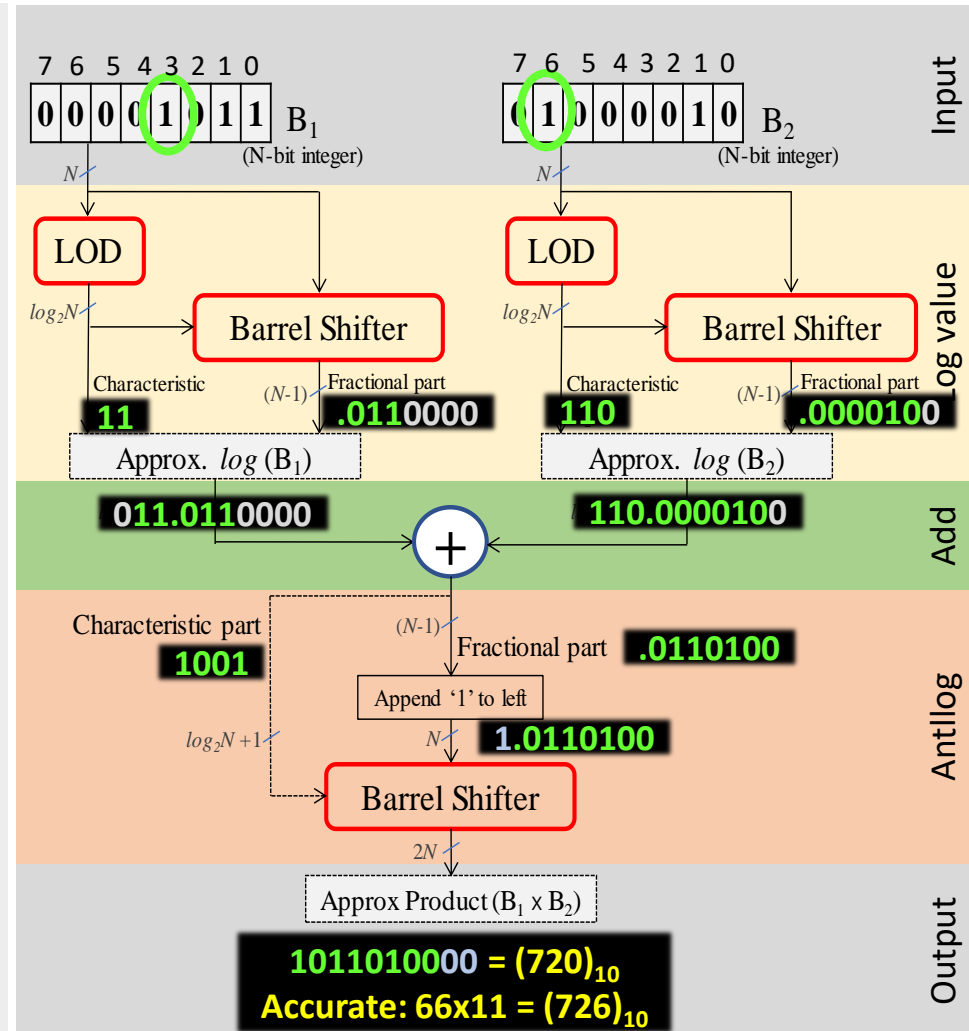 Input
7 6 5 4 3 2 1 0
0 0 0 0 1 0 1 1
B₁
(N-bit integer)
7 6 5 4 3 2 1 0
0 1 0 0 0 0 1 0
B₂
(N-bit integer)
N
N
Log value
LOD
LOD
log₂N
Barrel Shifter
log₂N
Barrel Shifter
Characteristic
11
(N-1)
Fractional part
.0110000
Characteristic
110
(N-1)
Fractional part
.0000100
Approx. log (B₁)
Approx. log (B₂)
Add
011.0110000
110.0000100
+
Antilog
Characteristic part
1001
(N-1)
Fractional part
.0110100
Append ‘1’ to left
log₂N +1
N
1.0110100
Barrel Shifter
2N
Output
Approx Product (B₁ x B₂)
1011010000 = (720)₁₀
Accurate: 66x11 = (726)₁₀